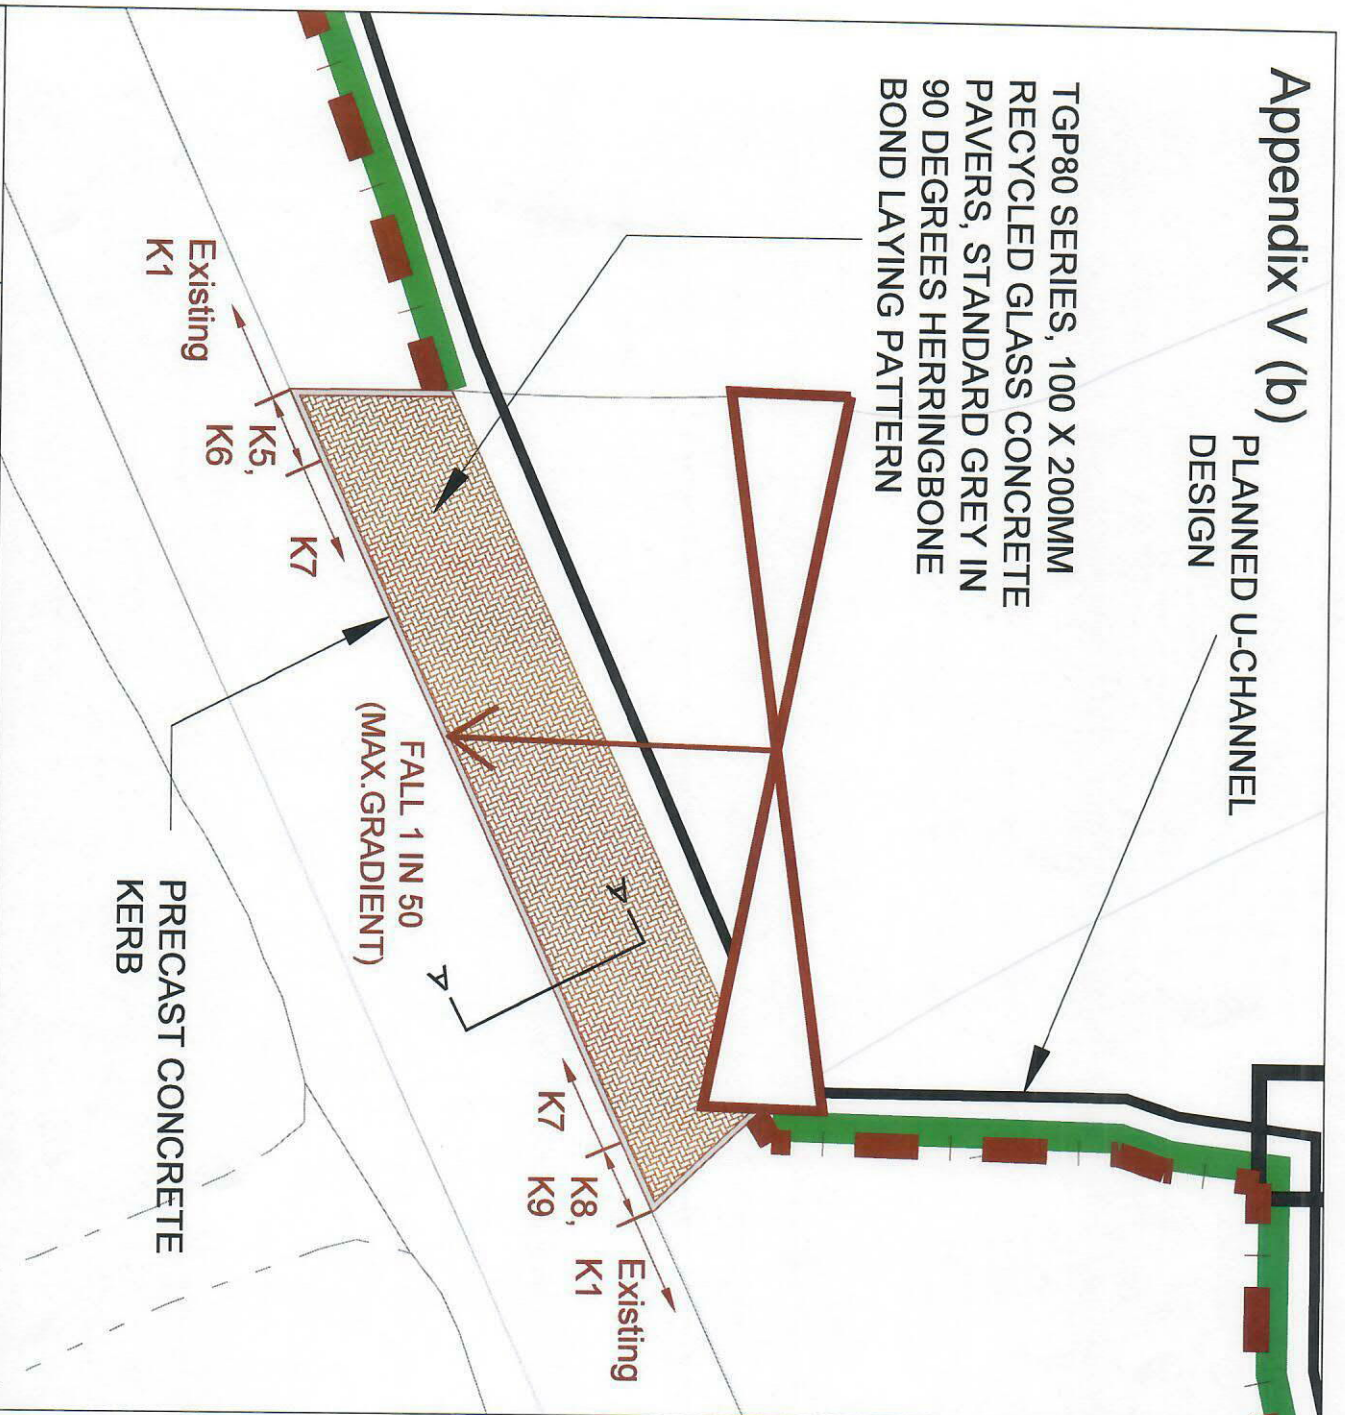 Appendix V (b)
PLANNED U-CHANNEL
DESIGN
TGP80 SERIES, 100 X 200MM
RECYCLED GLASS CONCRETE
PAVERS, STANDARD GREY IN
90 DEGREES HERRINGBONE
BOND LAYING PATTERN
Existing
K1
K5,
K6
K7
FALL 1 IN 50
(MAX.GRADIENT)
A
A
K7
K8,
K9
Existing
K1
PRECAST CONCRETE
KERB